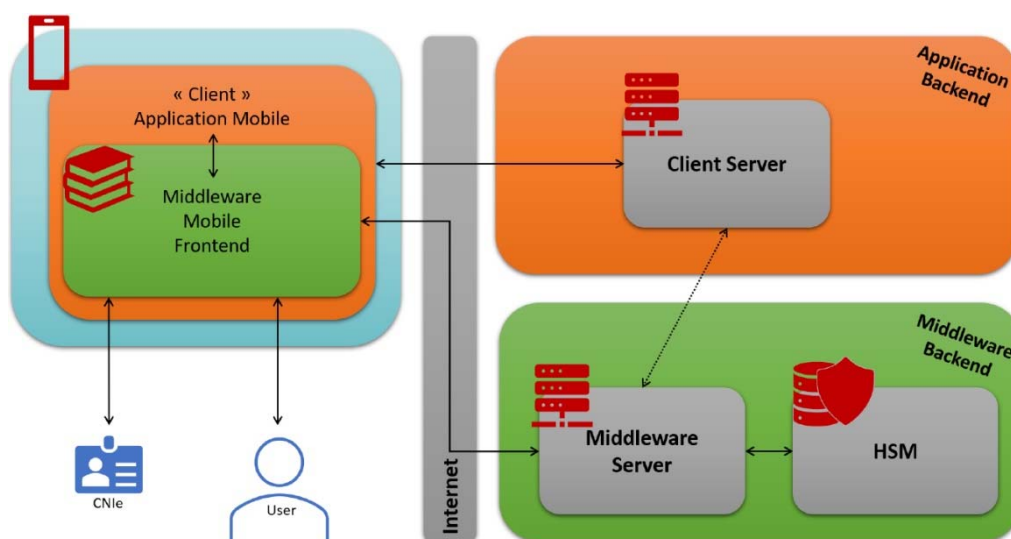 « Client »
Application Mobile
Middleware
Mobile
Frontend
CNIe
User
Internet
Application
Backend
Client Server
Middleware
Backend
Middleware
Server
HSM